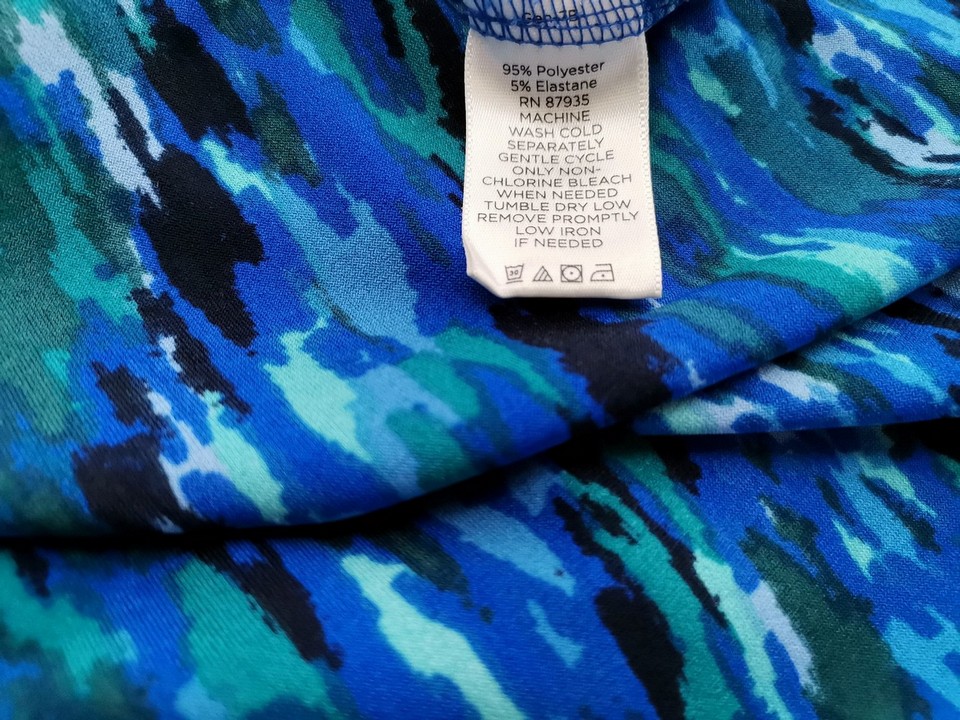 95% Polyester
5% Elastane
RN 87935
MACHINE
WASH COLD
SEPARATELY
GENTLE CYCLE
ONLY NON-
CHLORINE BLEACH
WHEN NEEDED
TUMBLE DRY LOW
REMOVE PROMPTLY
LOW IRON
IF NEEDED
30